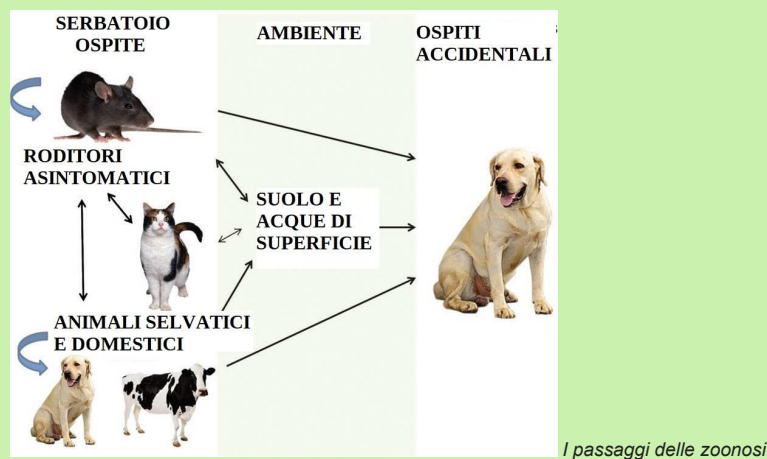 SERBATOIO
OSPITE
AMBIENTE
OSPITI
ACCIDENTALI
RODITORI
ASINTOMATICI
SUOLO E
ACQUE DI
SUPERFICIE
ANIMALI SELVATICI
E DOMESTICI
I passaggi delle zoonosi